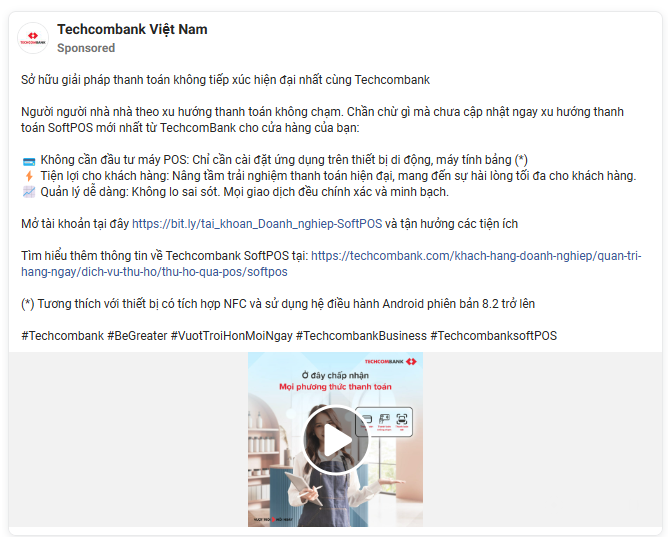 TECHCOMBANK
Techcombank Việt Nam
Sponsored
Sở hữu giải pháp thanh toán không tiếp xúc hiện đại nhất cùng Techcombank
Người người nhà nhà theo xu hướng thanh toán không chạm. Chần chừ gì mà chưa cập nhật ngay xu hướng thanh
toán SoftPOS mới nhất từ TechcomBank cho cửa hàng của bạn:
Không cần đầu tư máy POS: Chỉ cần cài đặt ứng dụng trên thiết bị di động, máy tính bảng (*)
Tiện lợi cho khách hàng: Nâng tầm trải nghiệm thanh toán hiện đại, mang đến sự hài lòng tối đa cho khách hàng.
Quản lý dễ dàng: Không lo sai sót. Mọi giao dịch đều chính xác và minh bạch.
Mở tài khoản tại đây https://bit.ly/tai_khoan_Doanh_nghiep-SoftPOS và tận hưởng các tiện ích
Tìm hiểu thêm thông tin về Techcombank SoftPOS tại: https://techcombank.com/khach-hang-doanh-nghiep/quan-tri-
hang-ngay/dich-vu-thu-ho/thu-ho-qua-pos/softpos
(*) Tương thích với thiết bị có tích hợp NFC và sử dụng hệ điều hành Android phiên bản 8.2 trở lên
#Techcombank #BeGreater #VuotTroiHonMoiNgay #TechcombankBusiness #TechcombanksoftPOS
TECHCOMBANK
Ở đây chấp nhận
Mọi phương thức thanh toán